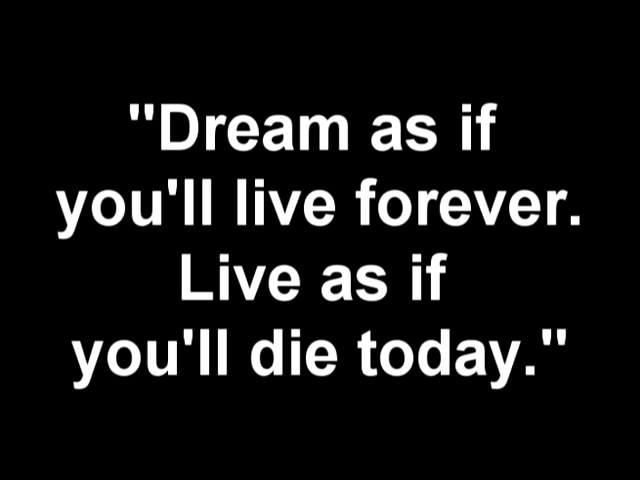 "Dream as if
you'll live forever.
Live as if
you'll die today."